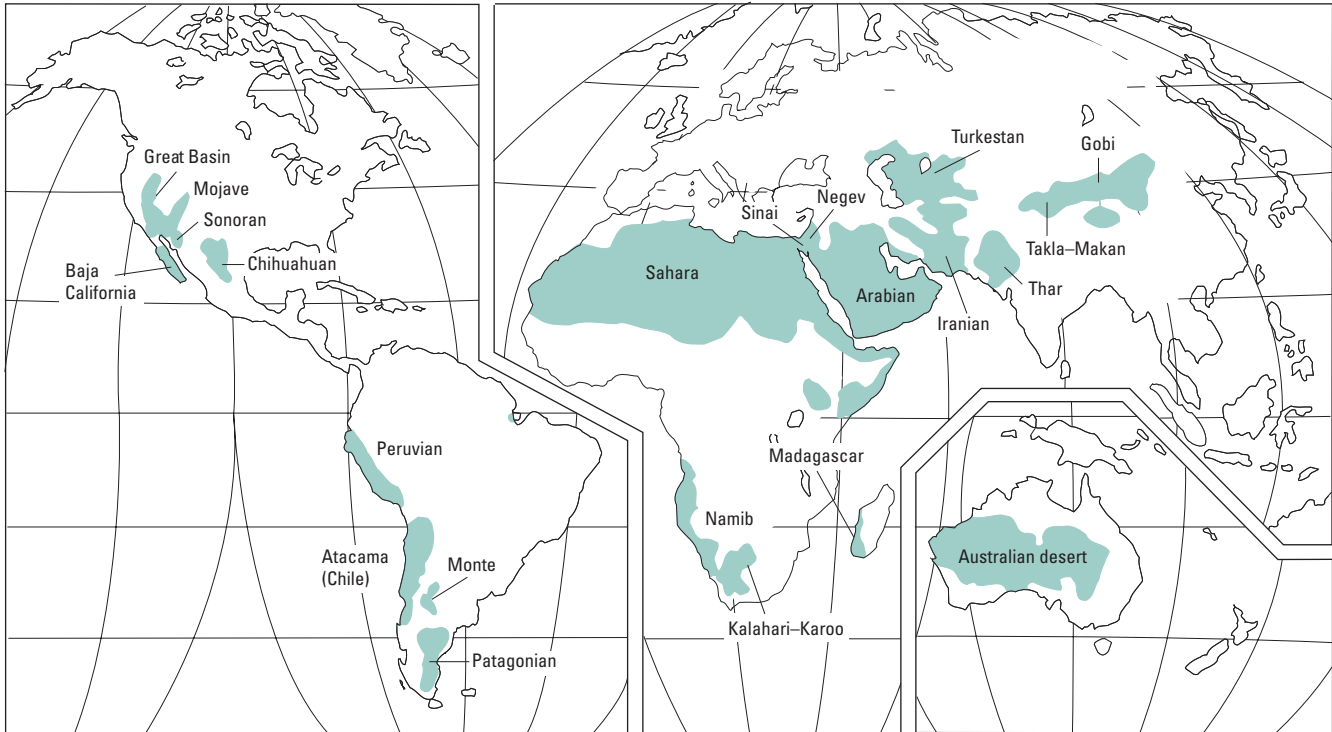 Great Basin
Mojave
Sonoran
Chihuahuan
Baja
California
Peruvian
Atacama
(Chile)
Monte
Patagonian
Turkestan
Gobi
Sinai
Negev
Takla–Makan
Sahara
Arabian
Thar
Iranian
Madagascar
Namib
Kalahari–Karoo
Australian desert